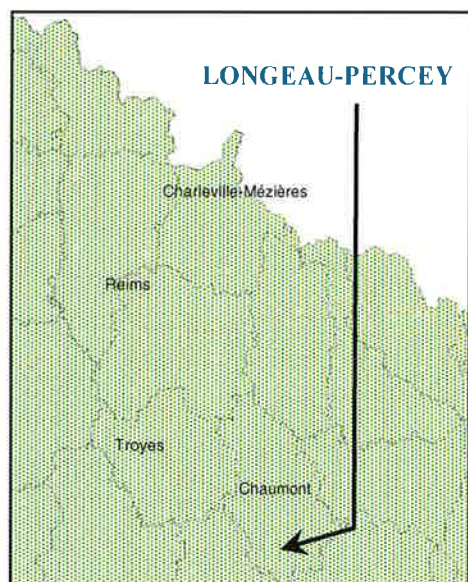 LONGEAU-PERCEY
Charleville-Mézières
Reims
Troyes
Chaumont